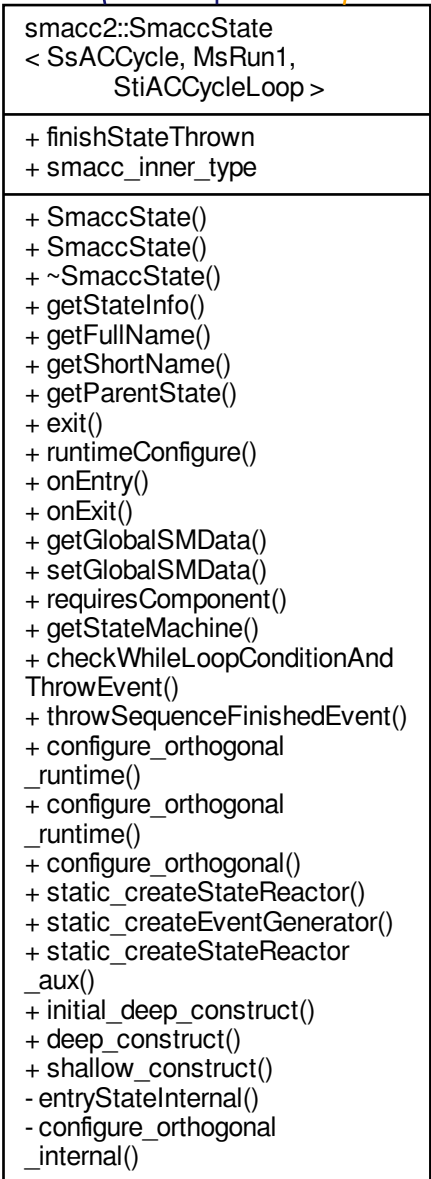 smacc2::SmaccState
< SsACCycle, MsRun1,
StiACCycleLoop >
+ finishStateThrown
+ smacc_inner_type
+ SmaccState()
+ SmaccState()
+ ~SmaccState()
+ getStateInfo()
+ getFullName()
+ getShortName()
+ getParentState()
+ exit()
+ runtimeConfigure()
+ onEntry()
+ onExit()
+ getGlobalSMData()
+ setGlobalSMData()
+ requiresComponent()
+ getStateMachine()
+ checkWhileLoopConditionAnd
ThrowEvent()
+ throwSequenceFinishedEvent()
+ configure_orthogonal
_runtime()
+ configure_orthogonal
_runtime()
+ configure_orthogonal()
+ static_createStateReactor()
+ static_createEventGenerator()
+ static_createStateReactor
_aux()
+ initial_deep_construct()
+ deep_construct()
+ shallow_construct()
- entryStateInternal()
- configure_orthogonal
_internal()